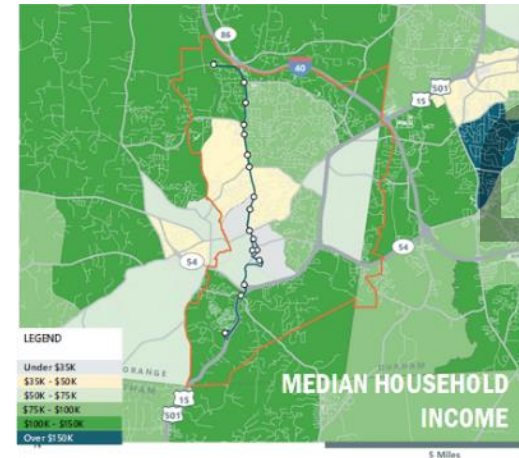 86
40
15
501
54
54
LEGEND
Under $35K
$35K - $50K
$50K - $75K
$75K - $100K
$100K - $150K
Over $150K
ORANGE
DURHAM
15
501
MEDIAN HOUSEHOLD
INCOME
5 Miles